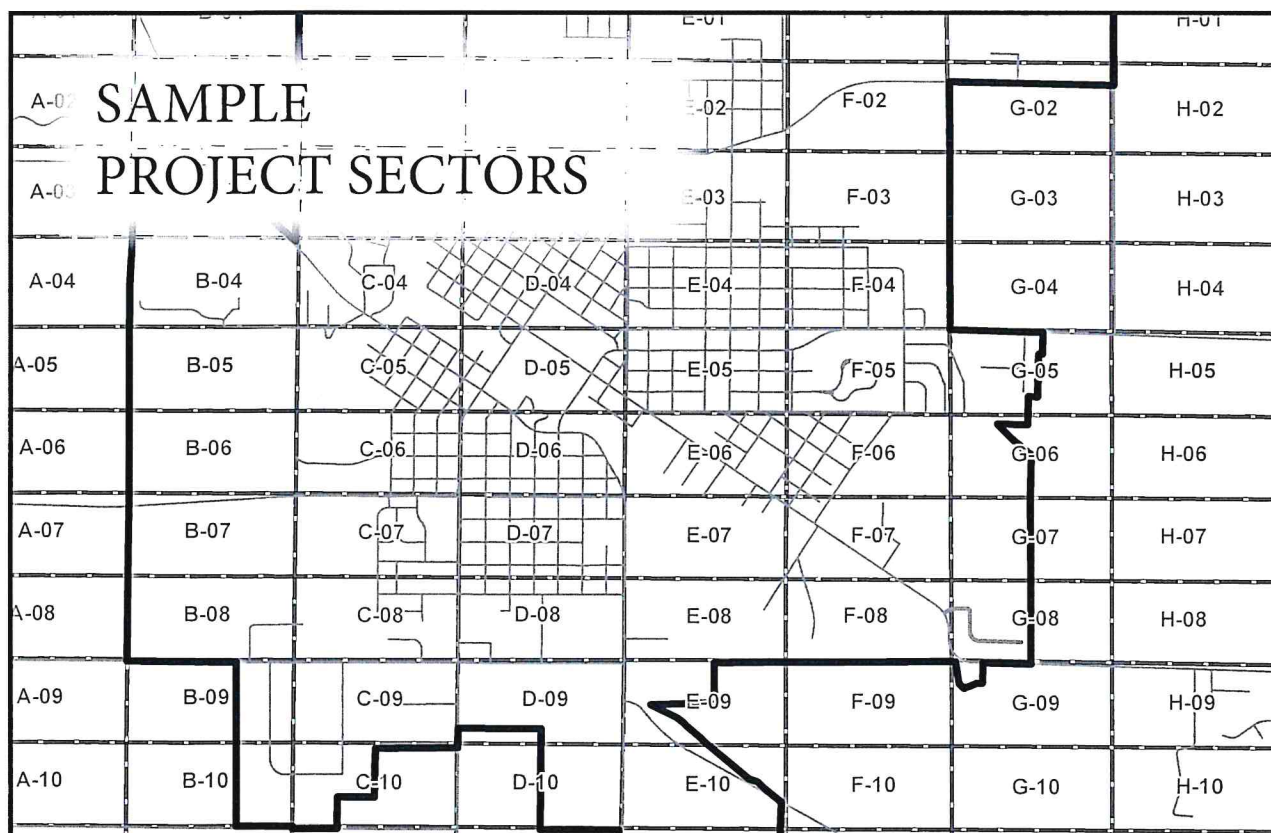 E-01
H-01
SAMPLE
PROJECT SECTORS
A-02 E-02 F-02 G-02 H-02
A-03 E-03 F-03 G-03 H-03
A-04 B-04 C-04 D-04 E-04 F-04 G-04 H-04
A-05 B-05 C-05 D-05 E-05 F-05 G-05 H-05
A-06 B-06 C-06 D-06 E-06 F-06 G-06 H-06
A-07 B-07 C-07 D-07 E-07 F-07 G-07 H-07
A-08 B-08 C-08 D-08 E-08 F-08 G-08 H-08
A-09 B-09 C-09 D-09 E-09 F-09 G-09 H-09
A-10 B-10 C-10 D-10 E-10 F-10 G-10 H-10